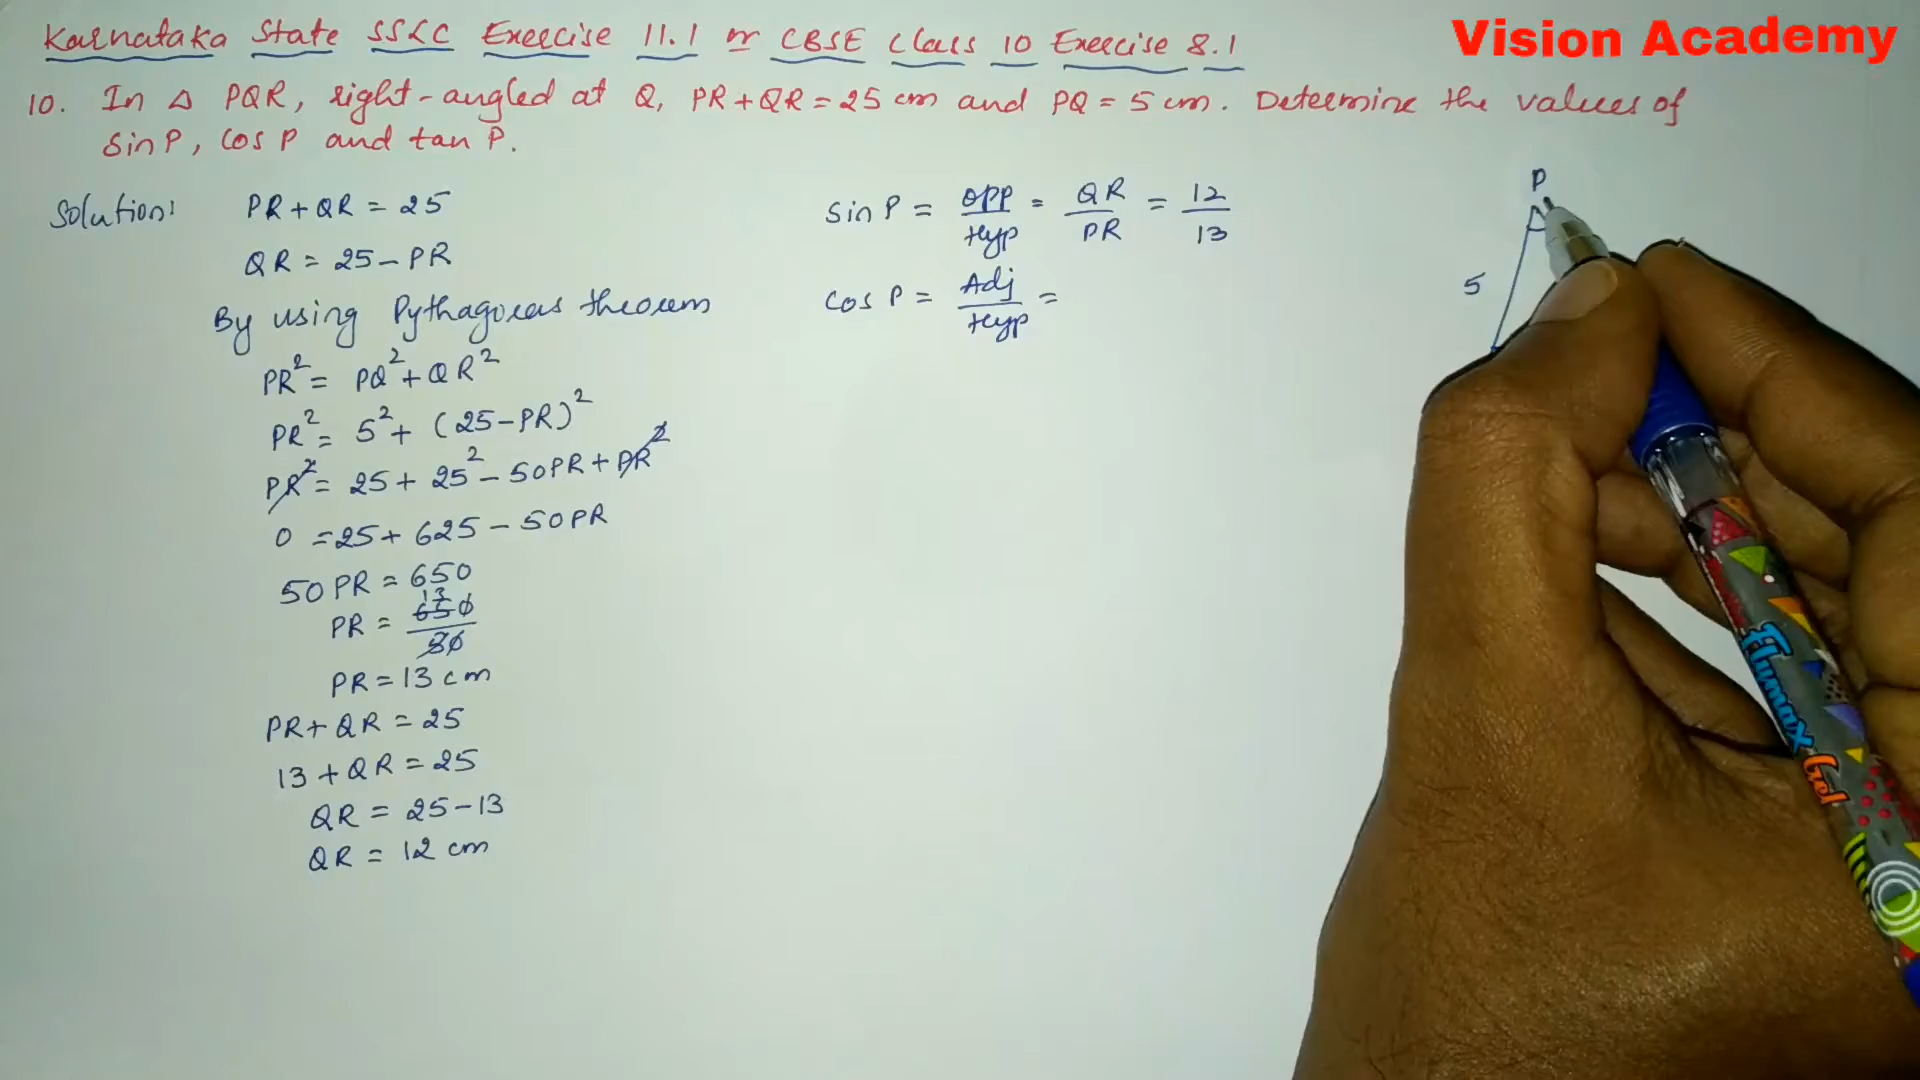 Karnataka State SSLC Exercise 11.1 or CBSE Class 10 Exercise 8.1
Vision Academy
10. In △ PQR, right-angled at Q, PR+QR = 25 cm and PQ = 5 cm. Determine the values of
sin P, cos P and tan P.
Solution: PR + QR = 25
QR = 25 - PR
By using Pythagoreas theorem
PR² = PQ² + QR²
PR² = 5² + (25-PR)²
PR² = 25 + 25² - 50PR + PR²
0 = 25 + 625 - 50PR
50 PR = 650
13
PR = 650/50
PR = 13 cm
PR + QR = 25
13 + QR = 25
QR = 25 - 13
QR = 12 cm
sin P = opp/Hyp = QR/PR = 12/13
cos P = Adj/Hyp =
P
5
Flumax Gel